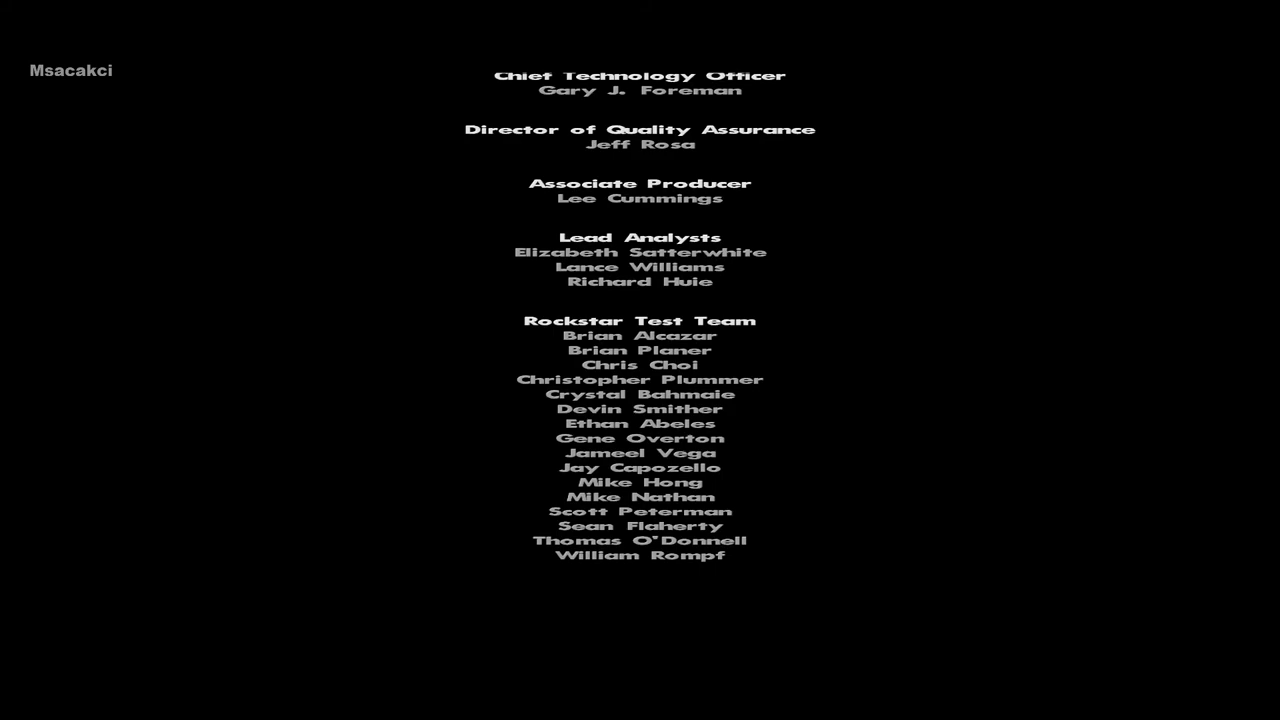 Msacakci
Chief Technology Officer
Gary J. Foreman
Director of Quality Assurance
Jeff Rosa
Associate Producer
Lee Cummings
Lead Analysts
Elizabeth Satterwhite
Lance Williams
Richard Huie
Rockstar Test Team
Brian Alcazar
Brian Planer
Chris Choi
Christopher Plummer
Crystal Bahmaie
Devin Smither
Ethan Abeles
Gene Overton
Jameel Vega
Jay Capozello
Mike Hong
Mike Nathan
Scott Peterman
Sean Flaherty
Thomas O'Donnell
William Rompf